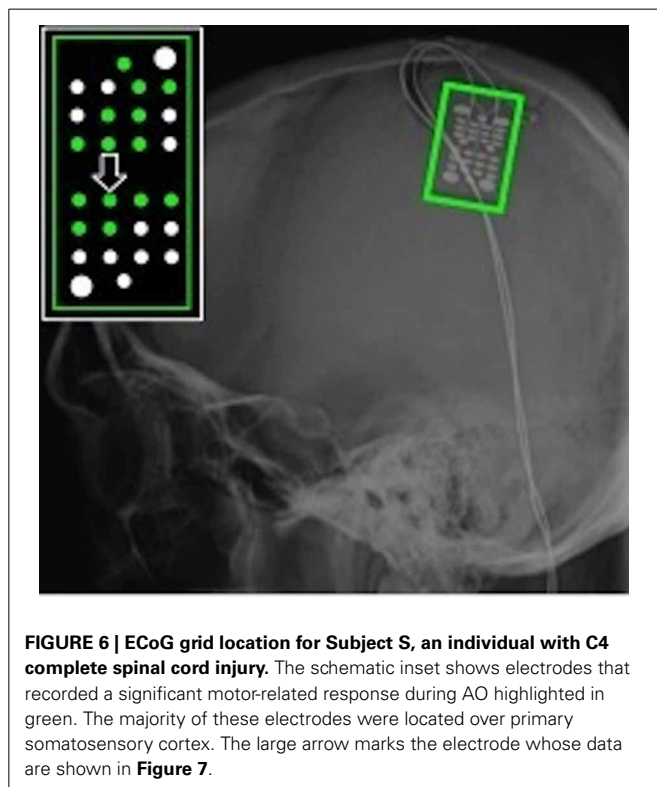 FIGURE 6 | ECoG grid location for Subject S, an individual with C4
complete spinal cord injury. The schematic inset shows electrodes that
recorded a significant motor-related response during AO highlighted in
green. The majority of these electrodes were located over primary
somatosensory cortex. The large arrow marks the electrode whose data
are shown in Figure 7.